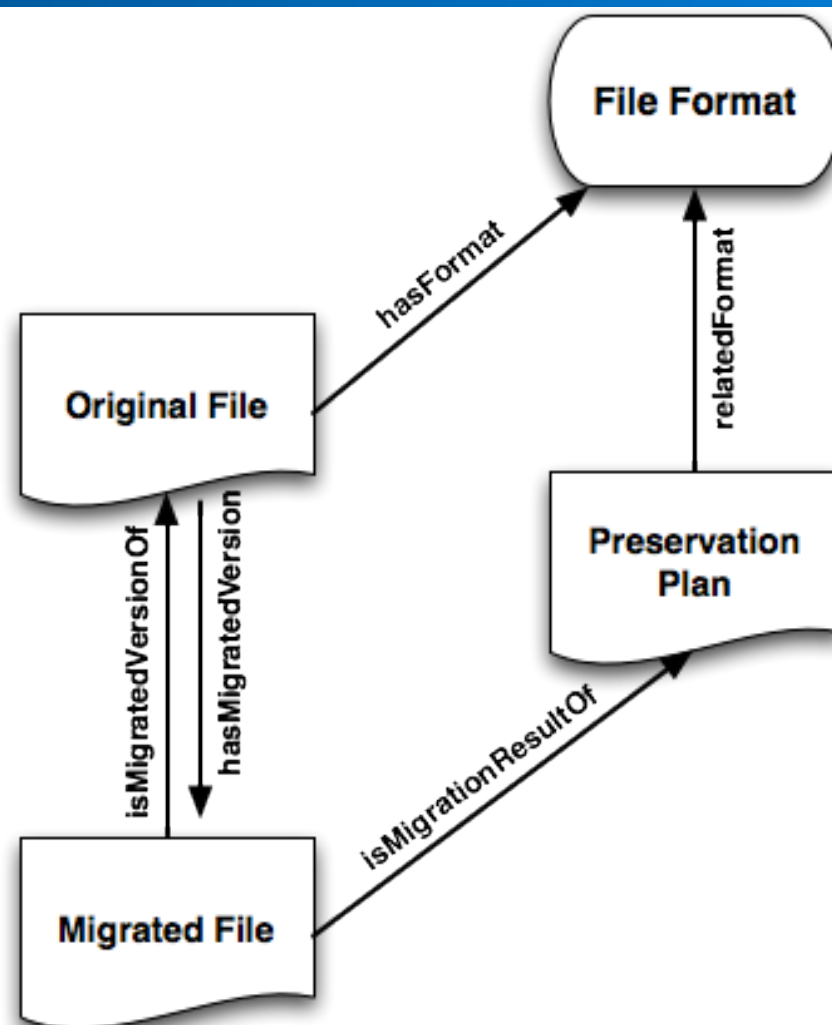 File Format
hasFormat
relatedFormat
Original File
isMigratedVersionOf
hasMigratedVersion
Preservation
Plan
isMigrationResultOf
Migrated File